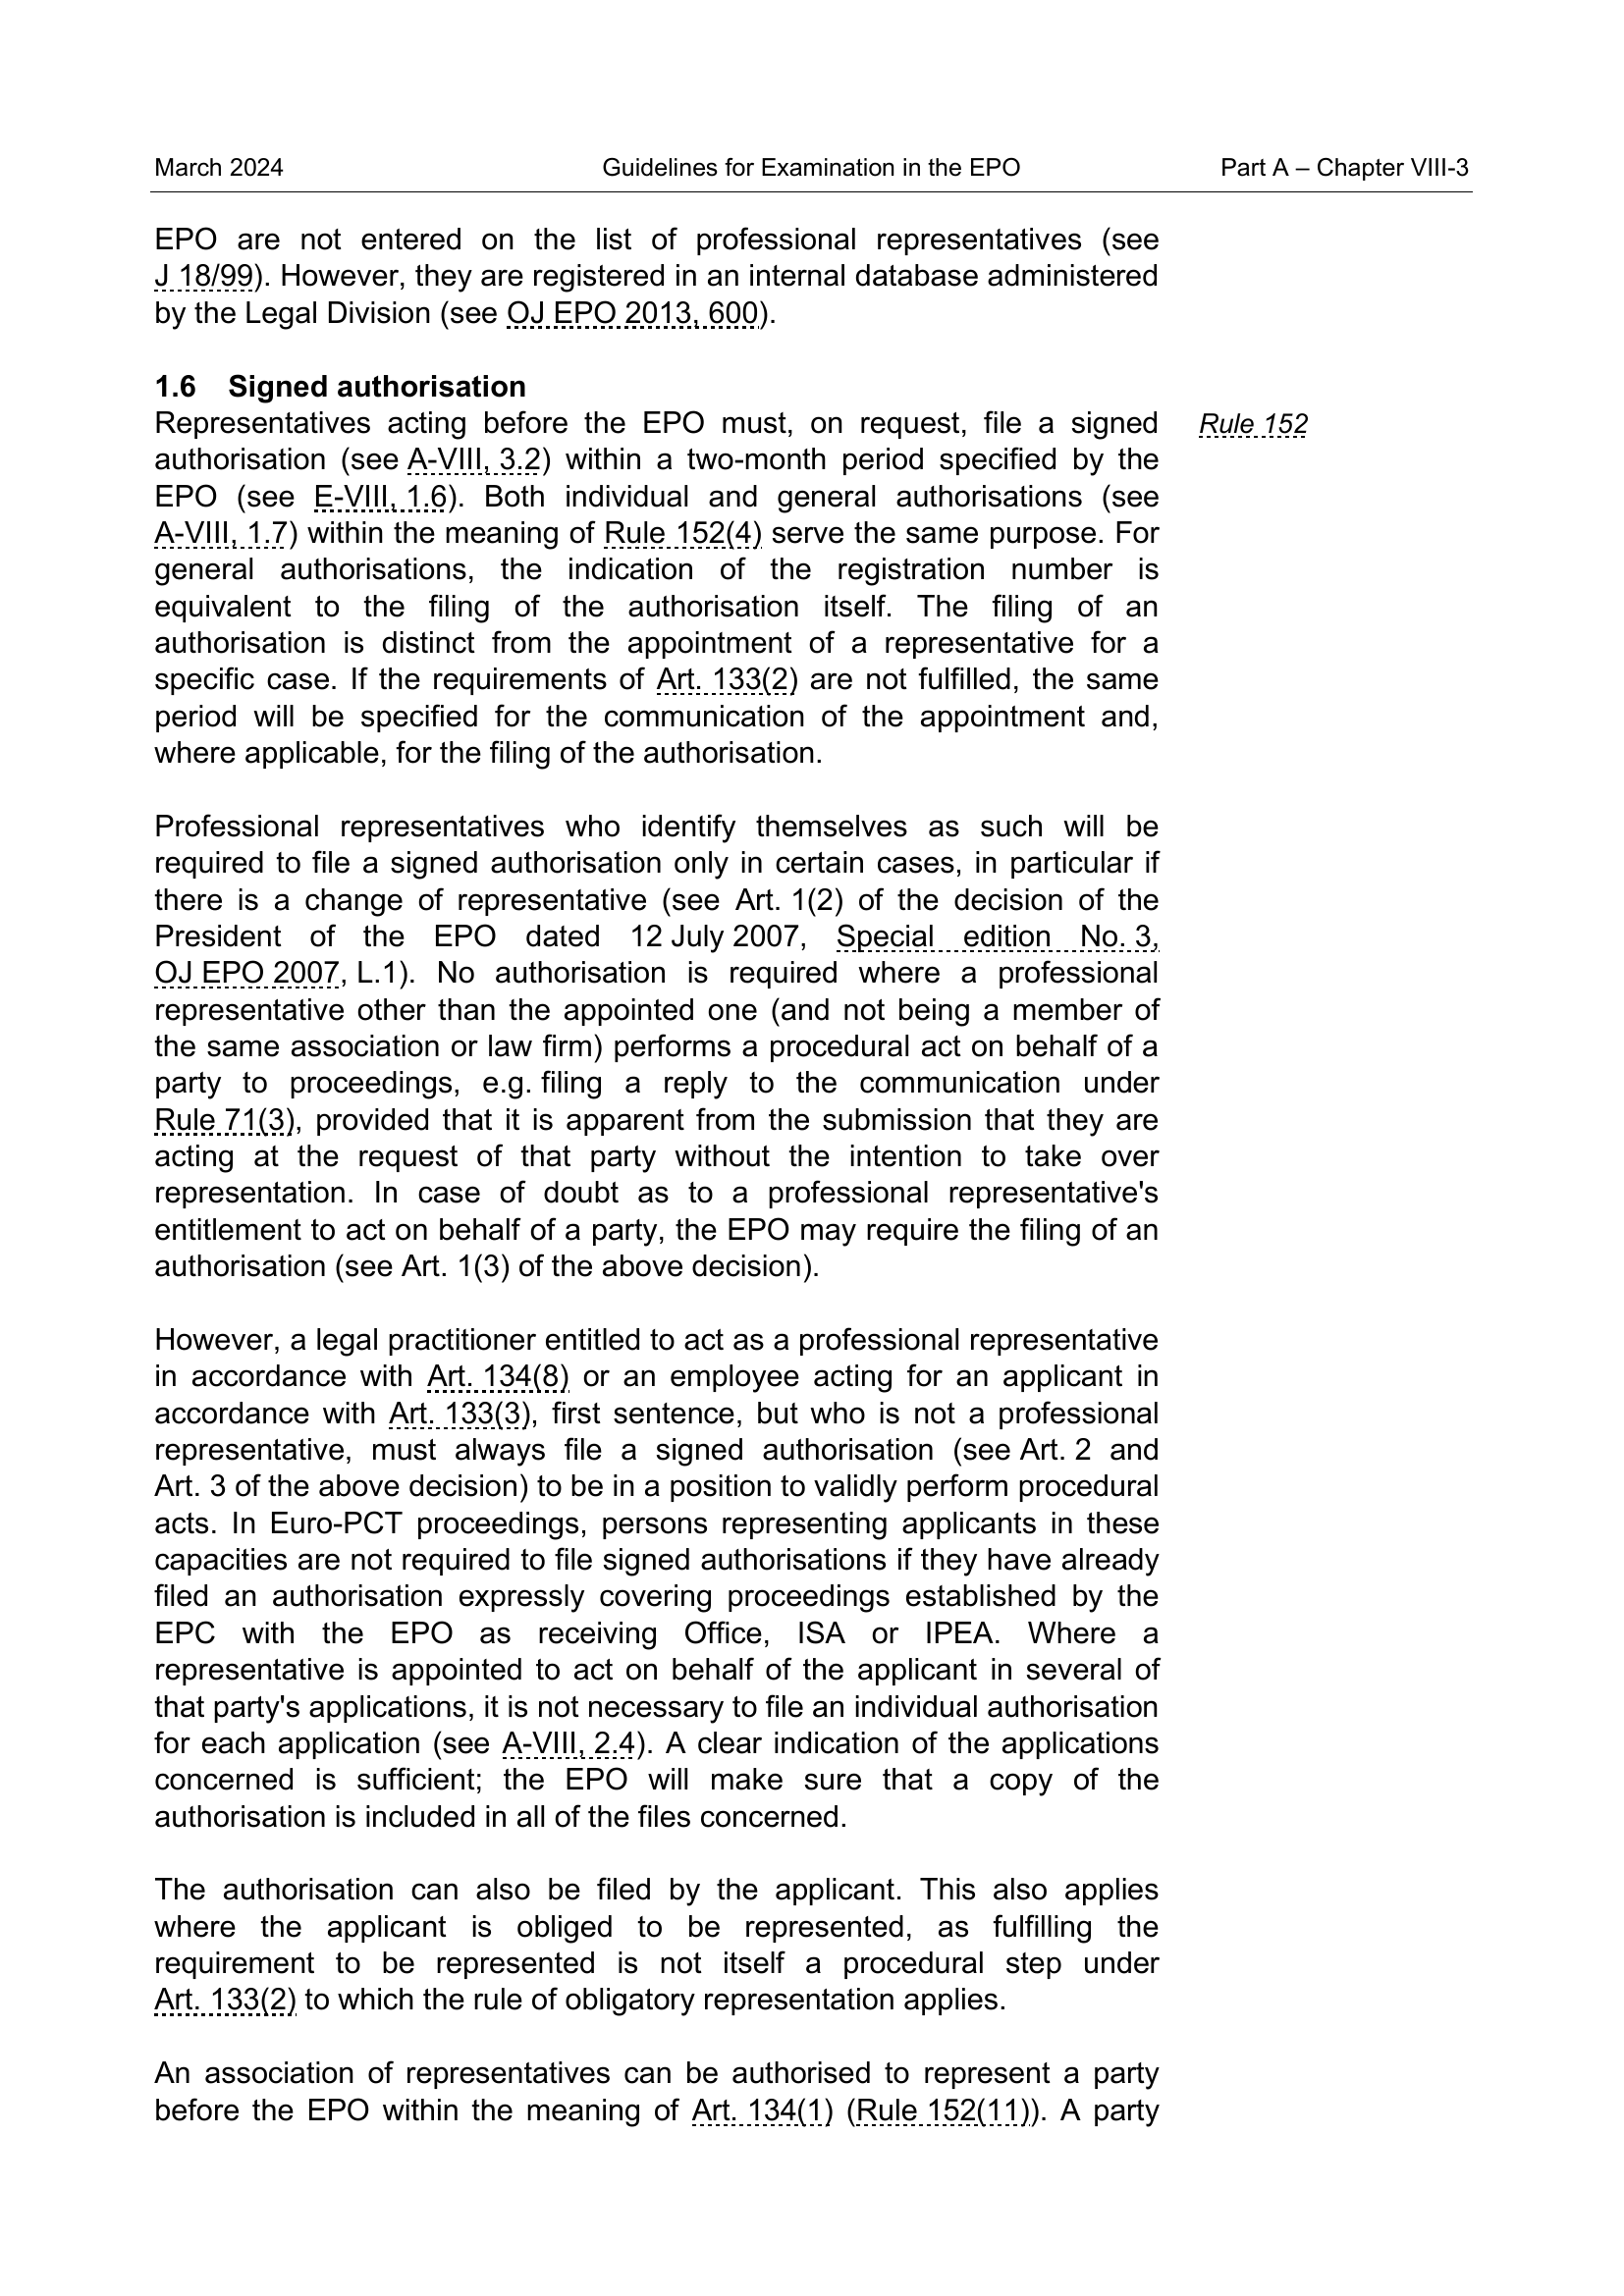 March 2024 Guidelines for Examination in the EPO Part A – Chapter VIII-3
EPO are not entered on the list of professional representatives (see
J 18/99). However, they are registered in an internal database administered
by the Legal Division (see OJ EPO 2013, 600).
1.6 Signed authorisation
Representatives acting before the EPO must, on request, file a signed
Rule 152
authorisation (see A-VIII, 3.2) within a two-month period specified by the
EPO (see E-VIII, 1.6). Both individual and general authorisations (see
A-VIII, 1.7) within the meaning of Rule 152(4) serve the same purpose. For
general authorisations, the indication of the registration number is
equivalent to the filing of the authorisation itself. The filing of an
authorisation is distinct from the appointment of a representative for a
specific case. If the requirements of Art. 133(2) are not fulfilled, the same
period will be specified for the communication of the appointment and,
where applicable, for the filing of the authorisation.
Professional representatives who identify themselves as such will be
required to file a signed authorisation only in certain cases, in particular if
there is a change of representative (see Art. 1(2) of the decision of the
President of the EPO dated 12 July 2007, Special edition No. 3,
OJ EPO 2007, L.1). No authorisation is required where a professional
representative other than the appointed one (and not being a member of
the same association or law firm) performs a procedural act on behalf of a
party to proceedings, e.g. filing a reply to the communication under
Rule 71(3), provided that it is apparent from the submission that they are
acting at the request of that party without the intention to take over
representation. In case of doubt as to a professional representative's
entitlement to act on behalf of a party, the EPO may require the filing of an
authorisation (see Art. 1(3) of the above decision).
However, a legal practitioner entitled to act as a professional representative
in accordance with Art. 134(8) or an employee acting for an applicant in
accordance with Art. 133(3), first sentence, but who is not a professional
representative, must always file a signed authorisation (see Art. 2 and
Art. 3 of the above decision) to be in a position to validly perform procedural
acts. In Euro-PCT proceedings, persons representing applicants in these
capacities are not required to file signed authorisations if they have already
filed an authorisation expressly covering proceedings established by the
EPC with the EPO as receiving Office, ISA or IPEA. Where a
representative is appointed to act on behalf of the applicant in several of
that party's applications, it is not necessary to file an individual authorisation
for each application (see A-VIII, 2.4). A clear indication of the applications
concerned is sufficient; the EPO will make sure that a copy of the
authorisation is included in all of the files concerned.
The authorisation can also be filed by the applicant. This also applies
where the applicant is obliged to be represented, as fulfilling the
requirement to be represented is not itself a procedural step under
Art. 133(2) to which the rule of obligatory representation applies.
An association of representatives can be authorised to represent a party
before the EPO within the meaning of Art. 134(1) (Rule 152(11)). A party